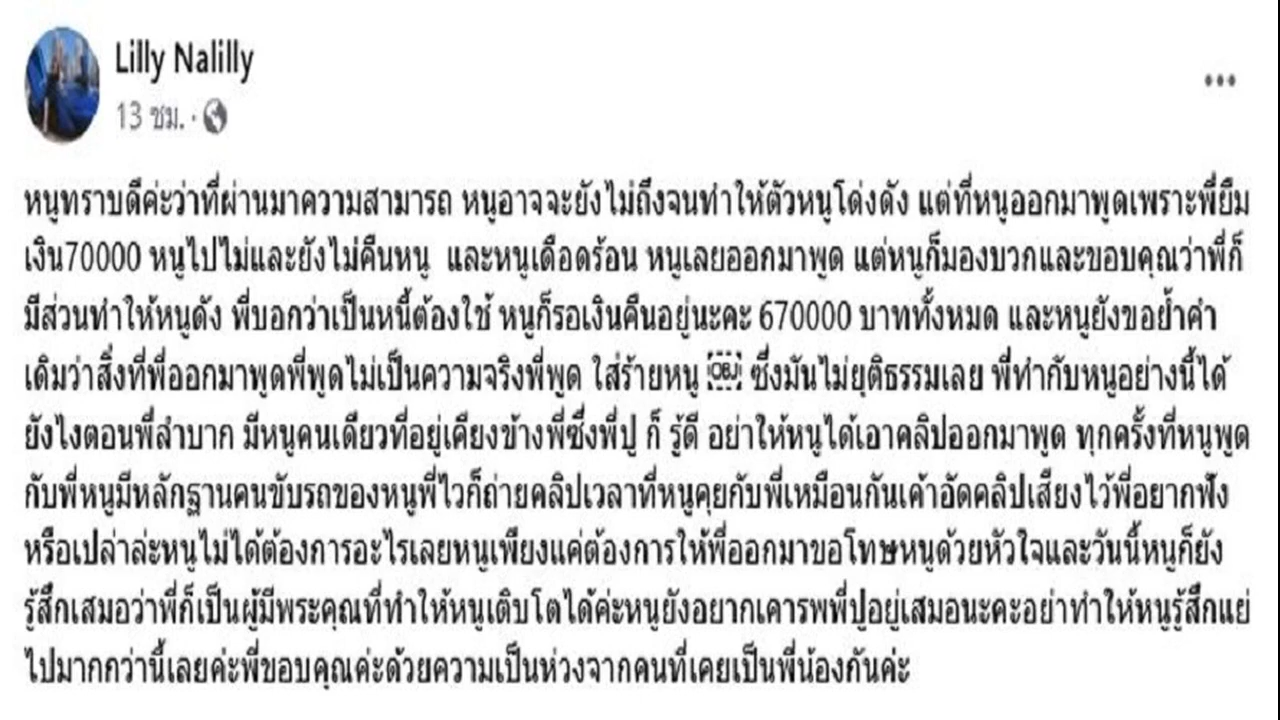 Lilly Nalilly
13 ชม. ·
หนูทราบดีค่ะว่าที่ผ่านมาความสามารถ หนูอาจจะยังไม่ถึงจนทำให้ตัวหนูโด่งดัง แต่ที่หนูออกมาพูดเพราะพี่ยืม
เงิน70000 หนูไปไม่และยังไม่คืนหนู และหนูเดือดร้อน หนูเลยออกมาพูด แต่หนูก็มองบวกและขอบคุณว่าพี่ก็
มีส่วนทำให้หนูดัง พี่บอกว่าเป็นหนี้ต้องใช้ หนูก็รอเงินคืนอยู่นะคะ 670000 บาททั้งหมด และหนูยังขอย้ำคำ
เดิมว่าสิ่งที่พี่ออกมาพูดพี่พูดไม่เป็นความจริงพี่พูด ใส่ร้ายหนู OBJ ซึ่งมันไม่ยุติธรรมเลย พี่ทำกับหนูอย่างนี้ได้
ยังไงตอนพี่ลำบาก มีหนูคนเดียวที่อยู่เคียงข้างพี่ซึ่งพี่ปู ก็ รู้ดี อย่าให้หนูได้เอาคลิปออกมาพูด ทุกครั้งที่หนูพูด
กับพี่หนูมีหลักฐานคนขับรถของหนูพี่ไวก็ถ่ายคลิปเวลาที่หนูคุยกับพี่เหมือนกันเค้าอัดคลิปเสียงไว้พี่อยากฟัง
หรือเปล่าล่ะหนูไม่ได้ต้องการอะไรเลยหนูเพียงแค่ต้องการให้พี่ออกมาขอโทษหนูด้วยหัวใจและวันนี้หนูก็ยัง
รู้สึกเสมอว่าพี่ก็เป็นผู้มีพระคุณที่ทำให้หนูเติบโตได้ค่ะหนูยังอยากเคารพพี่ปูอยู่เสมอนะคะอย่าทำให้หนูรู้สึกแย่
ไปมากกว่านี้เลยค่ะพี่ขอบคุณค่ะด้วยความเป็นห่วงจากคนที่เคยเป็นพี่น้องกันค่ะ